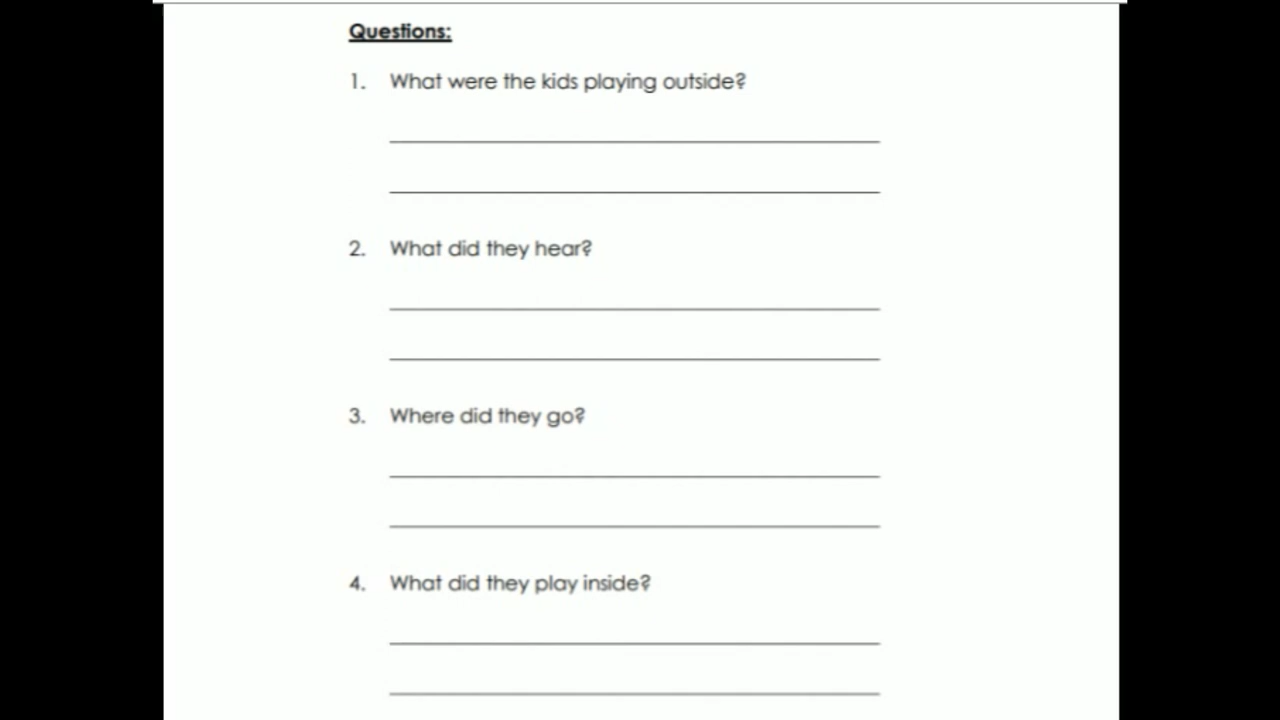 Questions:
1. What were the kids playing outside?
2. What did they hear?
3. Where did they go?
4. What did they play inside?